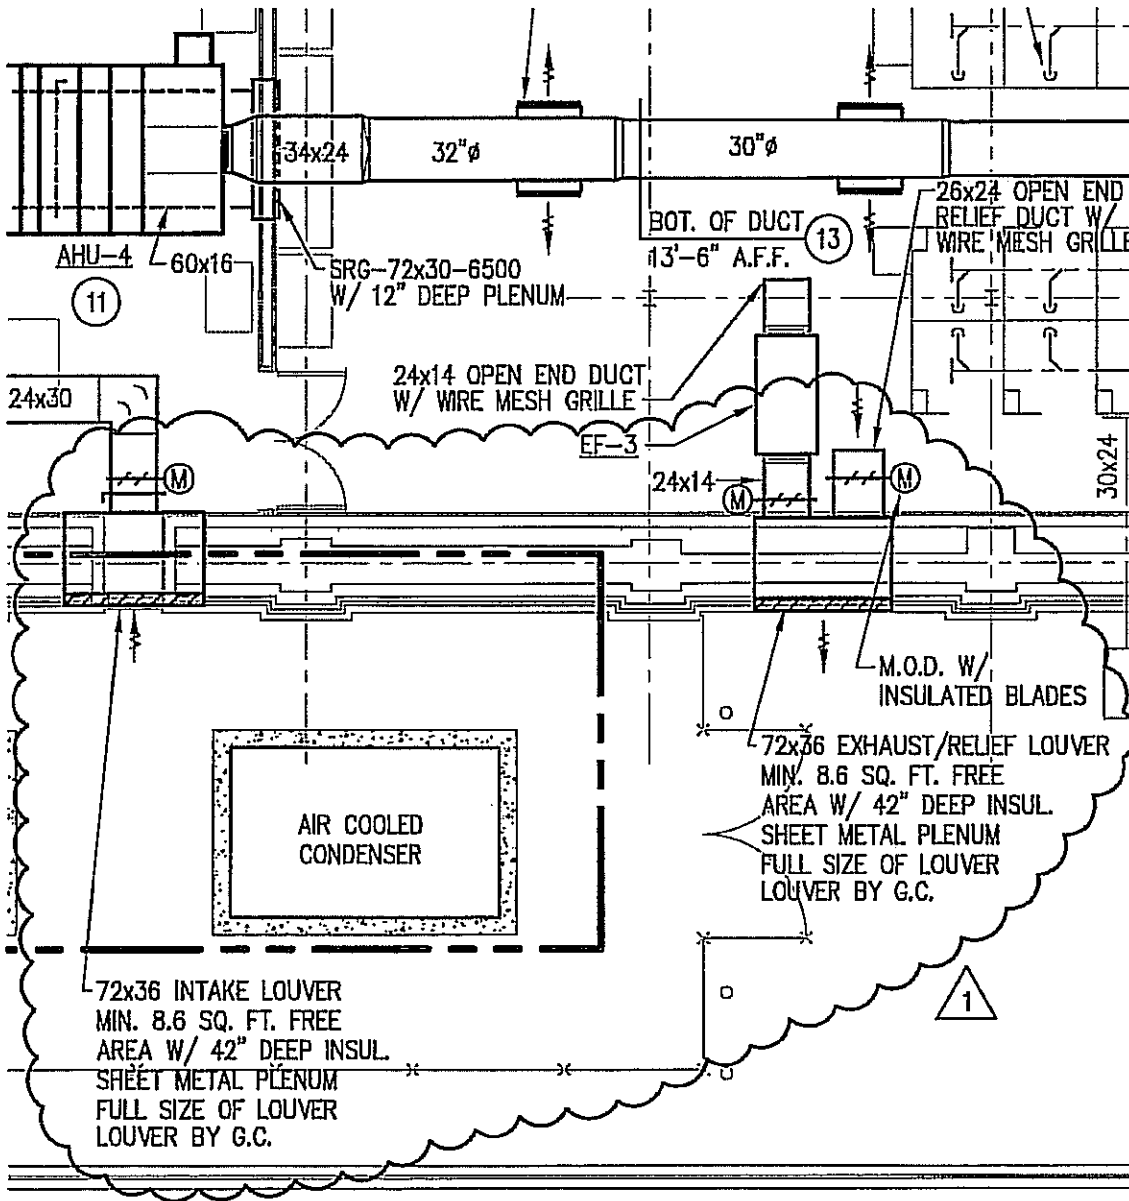 34x24
32"ø
30"ø
26x24 OPEN END
RELIEF DUCT W/
WIRE MESH GRILLE
BOT. OF DUCT
13'-6" A.F.F.
13
AHU-4
11
60x16
SRG-72x30-6500
W/ 12" DEEP PLENUM
24x14 OPEN END DUCT
W/ WIRE MESH GRILLE
24x30
EF-3
M
24x14
M
M
30x24
M.O.D. W/
INSULATED BLADES
72x36 EXHAUST/RELIEF LOUVER
MIN. 8.6 SQ. FT. FREE
AREA W/ 42" DEEP INSUL.
SHEET METAL PLENUM
FULL SIZE OF LOUVER
LOUVER BY G.C.
AIR COOLED
CONDENSER
72x36 INTAKE LOUVER
MIN. 8.6 SQ. FT. FREE
AREA W/ 42" DEEP INSUL.
SHEET METAL PLENUM
FULL SIZE OF LOUVER
LOUVER BY G.C.
1